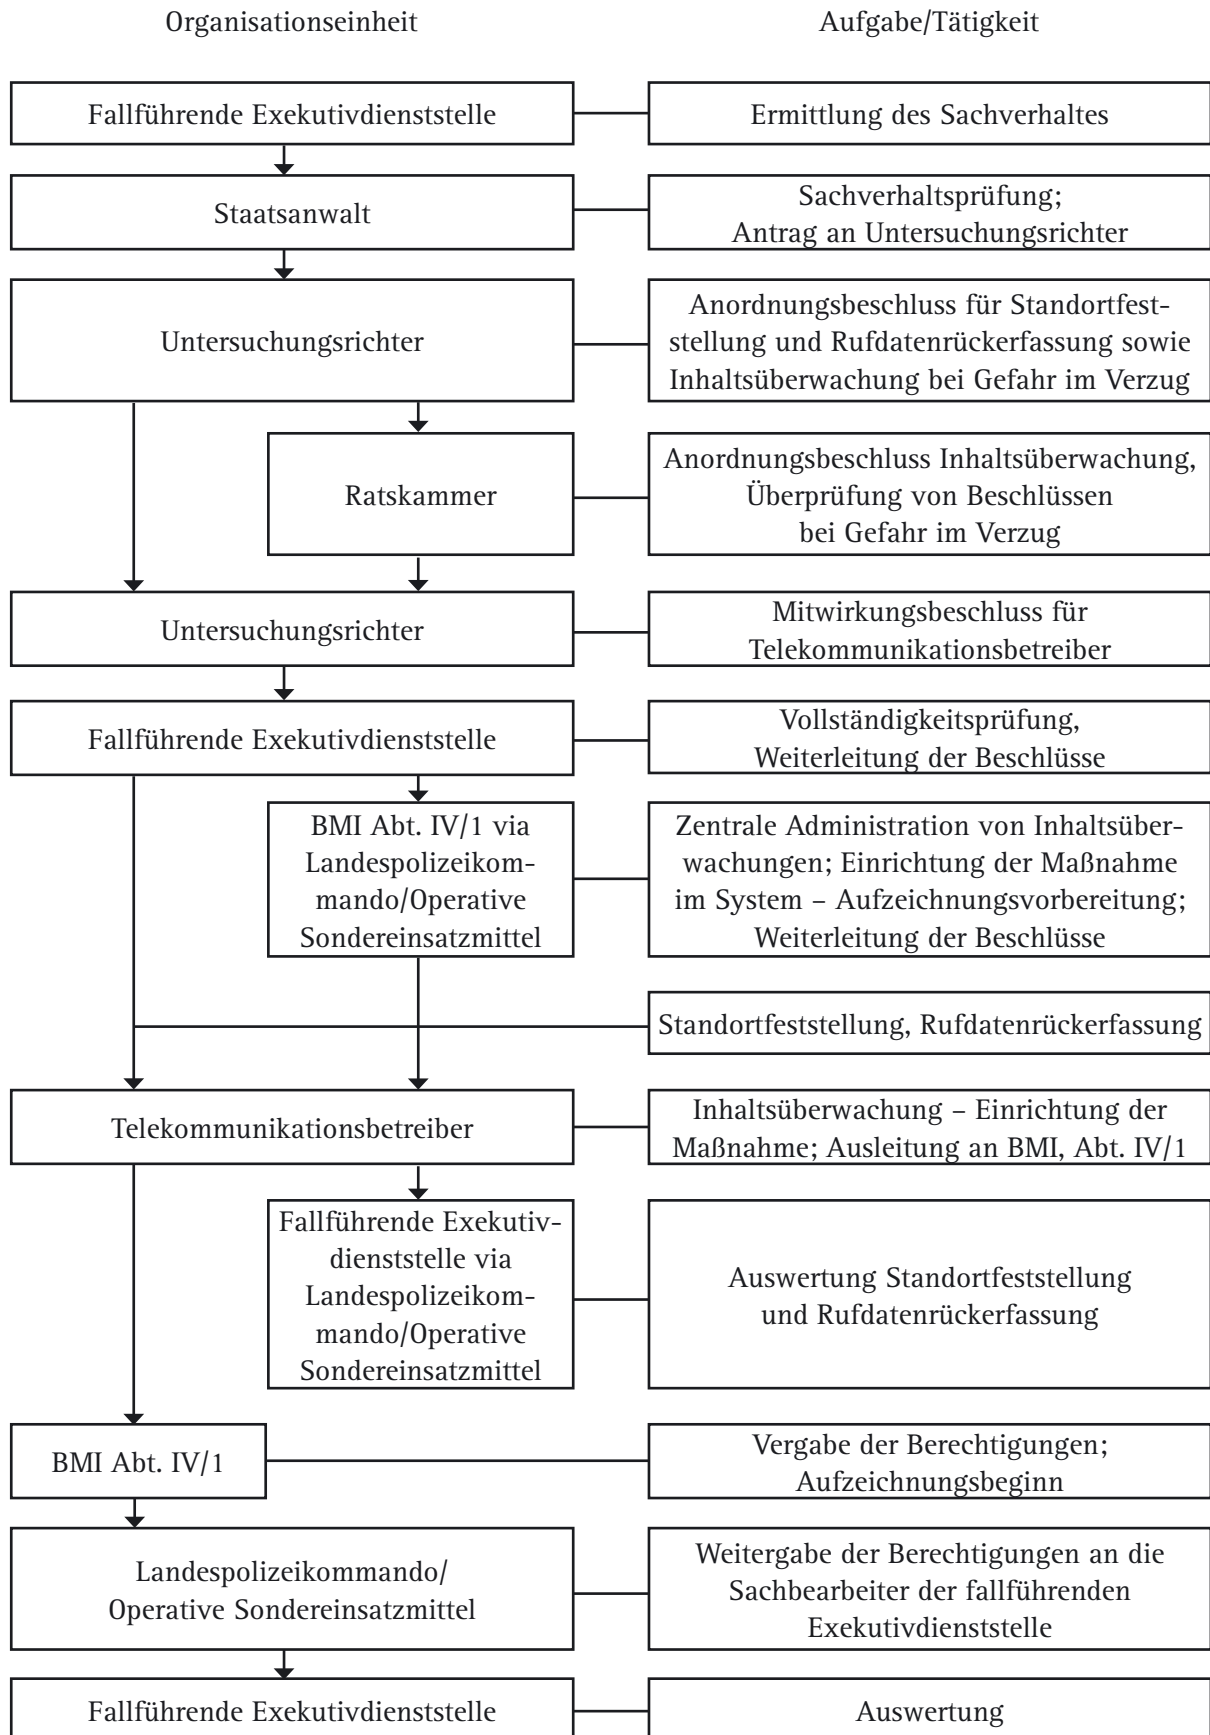 Organisationseinheit
Aufgabe/Tätigkeit
Fallführende Exekutivdienststelle
Ermittlung des Sachverhaltes
Staatsanwalt
Sachverhaltsprüfung;
Antrag an Untersuchungsrichter
Untersuchungsrichter
Anordnungsbeschluss für Standortfest-
stellung und Rufdatenrückerfassung sowie
Inhaltsüberwachung bei Gefahr im Verzug
Ratskammer
Anordnungsbeschluss Inhaltsüberwachung,
Überprüfung von Beschlüssen
bei Gefahr im Verzug
Untersuchungsrichter
Mitwirkungsbeschluss für
Telekommunikationsbetreiber
Fallführende Exekutivdienststelle
Vollständigkeitsprüfung,
Weiterleitung der Beschlüsse
BMI Abt. IV/1 via
Landespolizeikom-
mando/Operative
Sondereinsatzmittel
Zentrale Administration von Inhaltsüber-
wachungen; Einrichtung der Maßnahme
im System – Aufzeichnungsvorbereitung;
Weiterleitung der Beschlüsse
Standortfeststellung, Rufdatenrückerfassung
Telekommunikationsbetreiber
Inhaltsüberwachung – Einrichtung der
Maßnahme; Ausleitung an BMI, Abt. IV/1
Fallführende Exekutiv-
dienststelle via
Landespolizeikom-
mando/Operative
Sondereinsatzmittel
Auswertung Standortfeststellung
und Rufdatenrückerfassung
BMI Abt. IV/1
Vergabe der Berechtigungen;
Aufzeichnungsbeginn
Landespolizeikommando/
Operative Sondereinsatzmittel
Weitergabe der Berechtigungen an die
Sachbearbeiter der fallführenden
Exekutivdienststelle
Fallführende Exekutivdienststelle
Auswertung